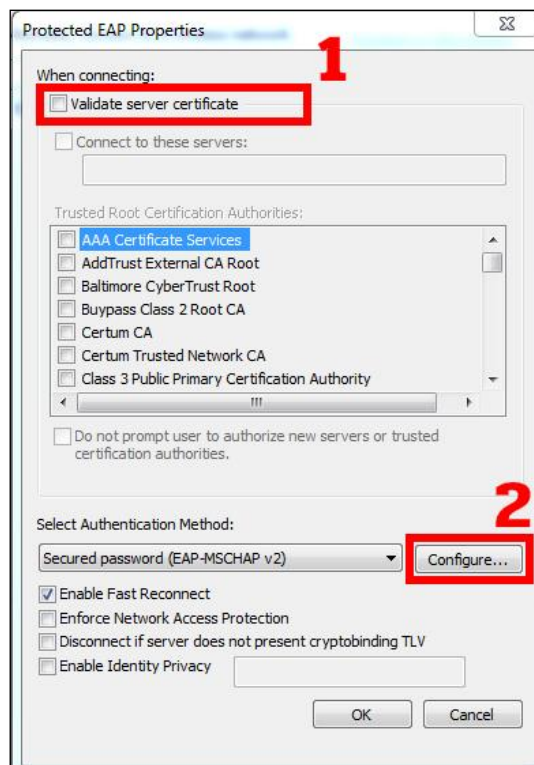 Protected EAP Properties
1
When connecting:
Validate server certificate
Connect to these servers:
Trusted Root Certification Authorities:
AAA Certificate Services
AddTrust External CA Root
Baltimore CyberTrust Root
Buypass Class 2 Root CA
Certum CA
Certum Trusted Network CA
Class 3 Public Primary Certification Authority
Do not prompt user to authorize new servers or trusted
certification authorities.
2
Select Authentication Method:
Secured password (EAP-MSCHAP v2) Configure...
Enable Fast Reconnect
Enforce Network Access Protection
Disconnect if server does not present cryptobinding TLV
Enable Identity Privacy
OK Cancel